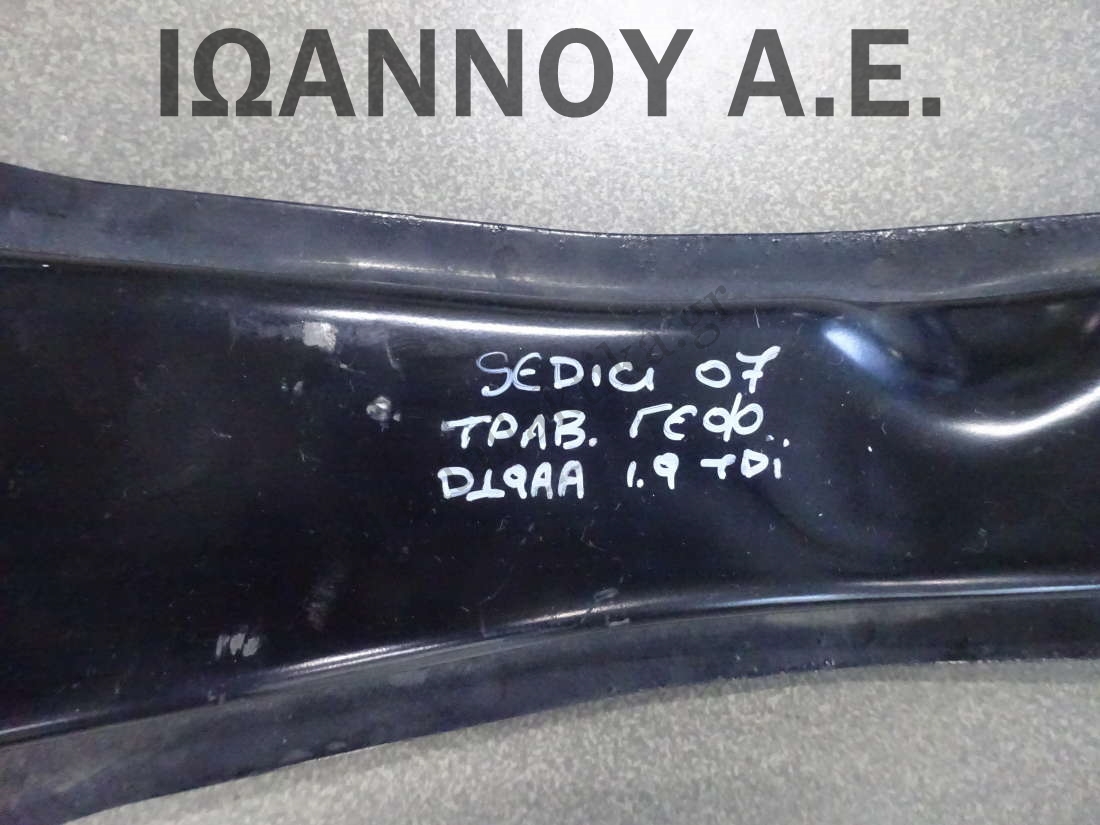 ΙΩΑΝΝΟΥ Α.Ε.
SEDICI 07
ΤΡΑΒ. ΓΕΦ.
D19AA 1.9 TDi